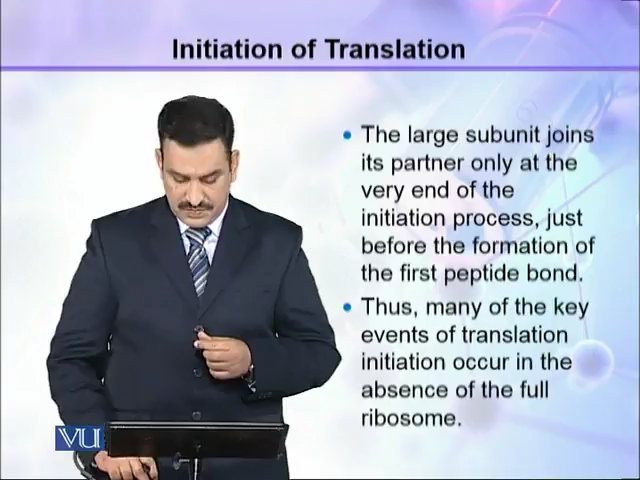 Initiation of Translation
The large subunit joins
its partner only at the
very end of the
initiation process, just
before the formation of
the first peptide bond.
Thus, many of the key
events of translation
initiation occur in the
absence of the full
ribosome.
VU